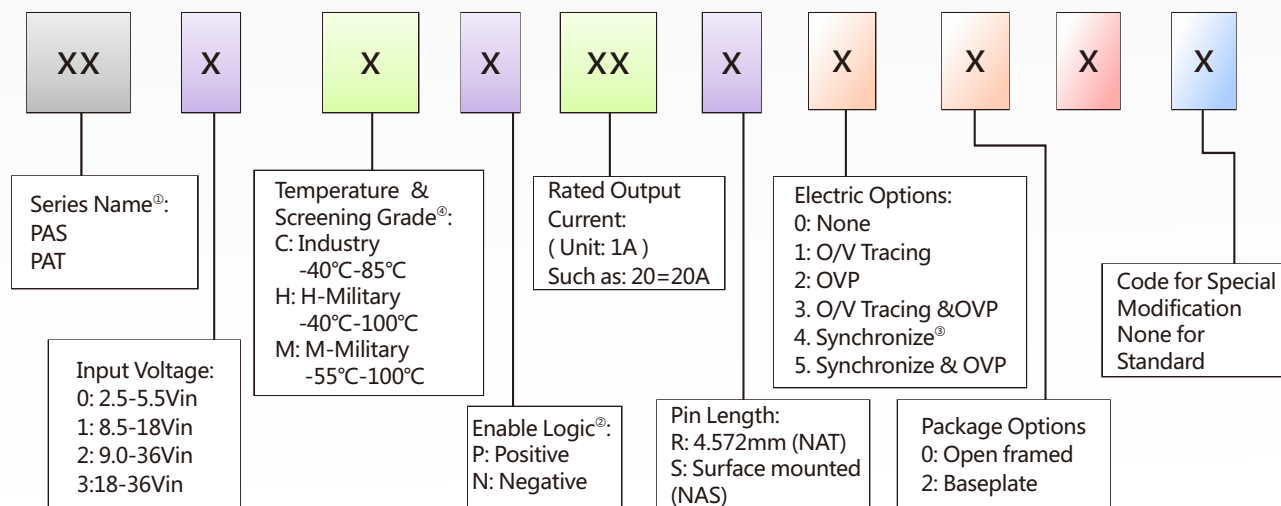 XX X X X XX X X X X X
Series Name①:
PAS
PAT
Input Voltage:
0: 2.5-5.5Vin
1: 8.5-18Vin
2: 9.0-36Vin
3:18-36Vin
Temperature &
Screening Grade④:
C: Industry
-40℃-85℃
H: H-Military
-40℃-100℃
M: M-Military
-55℃-100℃
Enable Logic②:
P: Positive
N: Negative
Rated Output
Current:
( Unit: 1A )
Such as: 20=20A
Pin Length:
R: 4.572mm (NAT)
S: Surface mounted
(NAS)
Electric Options:
0: None
1: O/V Tracing
2: OVP
3. O/V Tracing &OVP
4. Synchronize③
5. Synchronize & OVP
Package Options
0: Open framed
2: Baseplate
Code for Special
Modification
None for
Standard